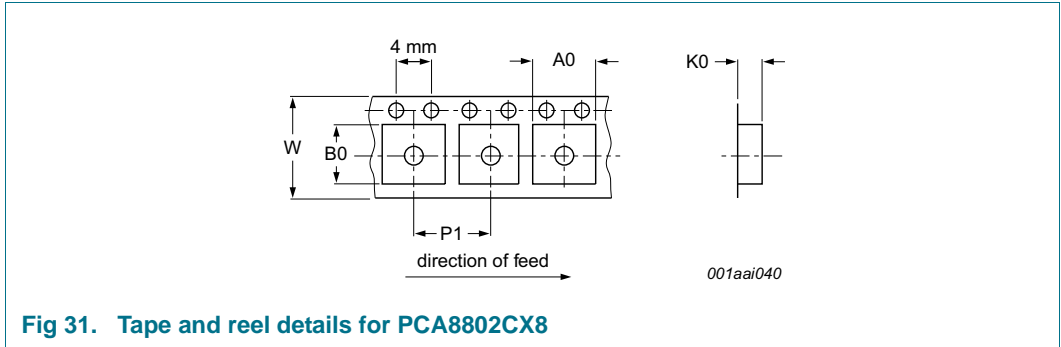 4 mm
A0
K0
W
B0
P1
direction of feed
001aai040
Fig 31. Tape and reel details for PCA8802CX8